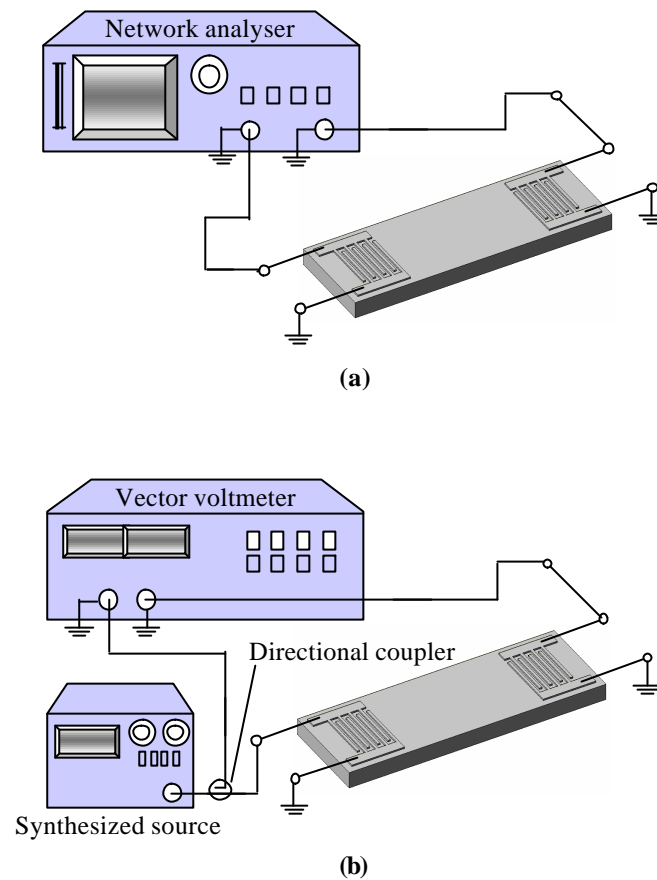 Network analyser
(a)
Vector voltmeter
Directional coupler
Synthesized source
(b)